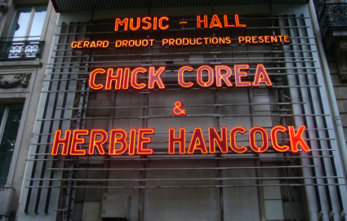 MUSIC - HALL
GERARD DROUOT PRODUCTIONS PRESENTE
CHICK - COREA
&
HERBIE HANCOCK